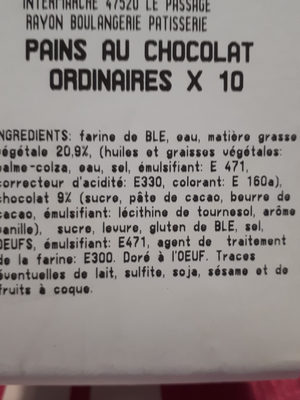 INTERMARCHE 47520 LE PASSAGE
RAYON BOULANGERIE PATISSERIE
PAINS AU CHOCOLAT
ORDINAIRES X 10
INGREDIENTS: farine de BLE, eau, matière grasse
végétale 20,9%, (huiles et graisses végétales:
palme-colza, eau, sel, émulsifiant: E 471,
correcteur d'acidité: E330, colorant: E 160a),
chocolat 9% (sucre, pâte de cacao, beurre de
cacao, émulsifiant: lécithine de tournesol, arôme
vanille), sucre, levure, gluten de BLE, sel,
OEUFS, émulsifiant: E471, agent de traitement
de la farine: E300. Doré à l'OEUF. Traces
éventuelles de lait, sulfite, soja, sésame et de
fruits à coque.